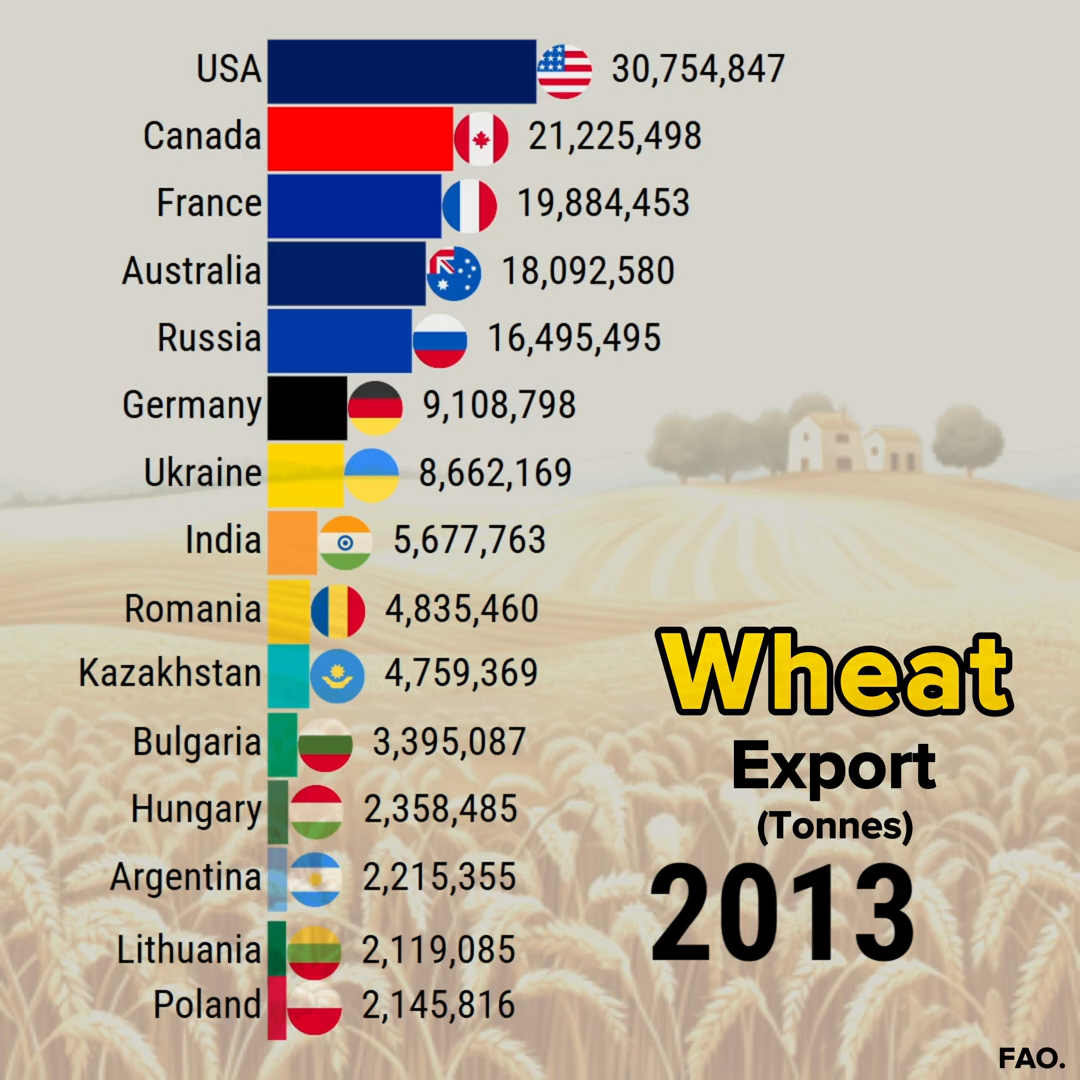 USA 30,754,847
Canada 21,225,498
France 19,884,453
Australia 18,092,580
Russia 16,495,495
Germany 9,108,798
Ukraine 8,662,169
India 5,677,763
Romania 4,835,460
Kazakhstan 4,759,369
Bulgaria 3,395,087
Hungary 2,358,485
Argentina 2,215,355
Lithuania 2,119,085
Poland 2,145,816
Wheat
Export
(Tonnes)
2013
FAO.